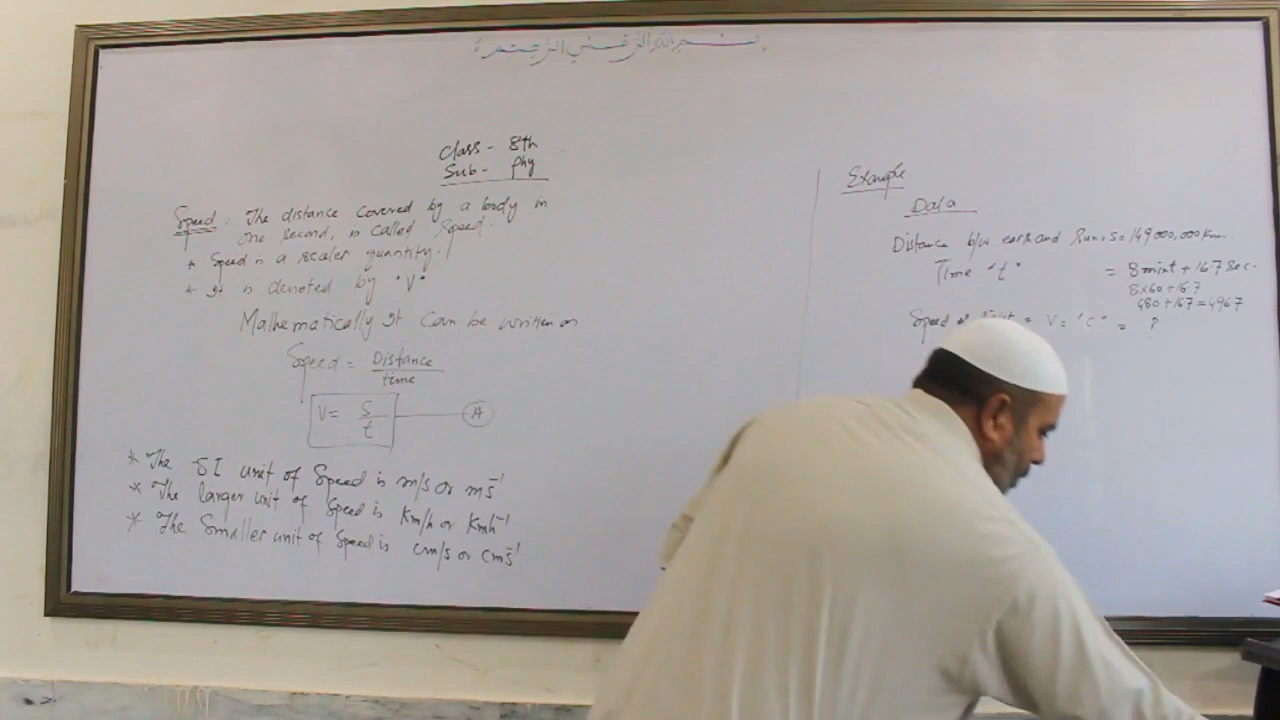 بسم الله الرحمن الرحيم
Class - 8th
Sub - Phy
Speed : The distance covered by a body in
one second, is called Speed.
* Speed is a scaler quantity.
* It is denoted by "V"
Mathematically It can be written as
Speed = Distance
time
V = S
t
A
* The SI unit of Speed is m/s or ms⁻¹
* The larger unit of Speed is Km/h or Kmh⁻¹
* The Smaller unit of Speed is cm/s or cms⁻¹
Example
Data
Distance b/w earth and Sun = S = 149000,000 Km.
Time "t" = 8 mint + 16.7 Sec.
8x60 + 16.7
480 + 16.7 = 496.7
Speed of light = V = "C" = ?